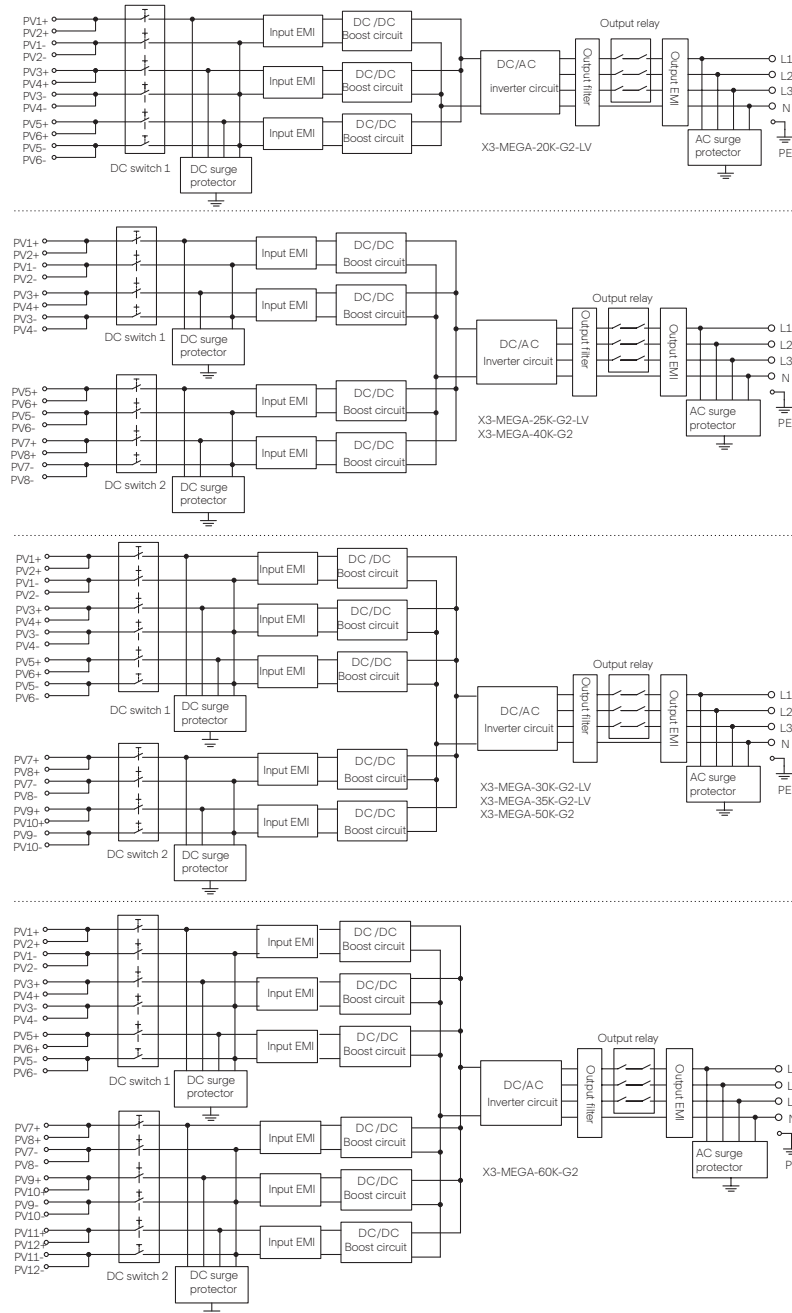 PV1+
PV2+
PV1-
PV2-
PV3+
PV4+
PV3-
PV4-
PV5+
PV6+
PV5-
PV6-
DC switch 1
DC surge
protector
Input EMI
DC /DC
Boost circuit
Input EMI
DC/DC
Boost circuit
Input EMI
DC/DC
Boost circuit
DC/AC
inverter circuit
Output filter
Output relay
Output EMI
L1
L2
L3
N
AC surge
protector
PE
X3-MEGA-20K-G2-LV
PV1+
PV2+
PV1-
PV2-
PV3+
PV4+
PV3-
PV4-
DC switch 1
DC surge
protector
PV5+
PV6+
PV5-
PV6-
PV7+
PV8+
PV7-
PV8-
DC switch 2
DC surge
protector
Input EMI
DC/DC
Boost circuit
Input EMI
DC/DC
Boost circuit
Input EMI
DC/DC
Boost circuit
Input EMI
DC/DC
Boost circuit
DC/AC
Inverter circuit
Output filter
Output relay
Output EMI
L1
L2
L3
N
AC surge
protector
PE
X3-MEGA-25K-G2-LV
X3-MEGA-40K-G2
PV1+
PV2+
PV1-
PV2-
PV3+
PV4+
PV3-
PV4-
PV5+
PV6+
PV5-
PV6-
DC switch 1
DC surge
protector
PV7+
PV8+
PV7-
PV8-
PV9+
PV10+
PV9-
PV10-
DC switch 2
DC surge
protector
Input EMI
DC /DC
Boost circuit
Input EMI
DC/DC
Boost circuit
Input EMI
DC/DC
Boost circuit
Input EMI
DC/DC
Boost circuit
Input EMI
DC/DC
Boost circuit
DC/AC
Inverter circuit
Output filter
Output relay
Output EMI
L1
L2
L3
N
AC surge
protector
PE
X3-MEGA-30K-G2-LV
X3-MEGA-35K-G2-LV
X3-MEGA-50K-G2
PV1+
PV2+
PV1-
PV2-
PV3+
PV4+
PV3-
PV4-
PV5+
PV6+
PV5-
PV6-
DC switch 1
DC surge
protector
PV7+
PV8+
PV7-
PV8-
PV9+
PV10+
PV9-
PV10-
PV11+
PV12+
PV11-
PV12-
DC switch 2
DC surge
protector
Input EMI
DC /DC
Boost circuit
Input EMI
DC/DC
Boost circuit
Input EMI
DC/DC
Boost circuit
Input EMI
DC/DC
Boost circuit
Input EMI
DC/DC
Boost circuit
Input EMI
DC/DC
Boost circuit
DC/AC
Inverter circuit
Output filter
Output relay
Output EMI
AC surge
protector
X3-MEGA-60K-G2